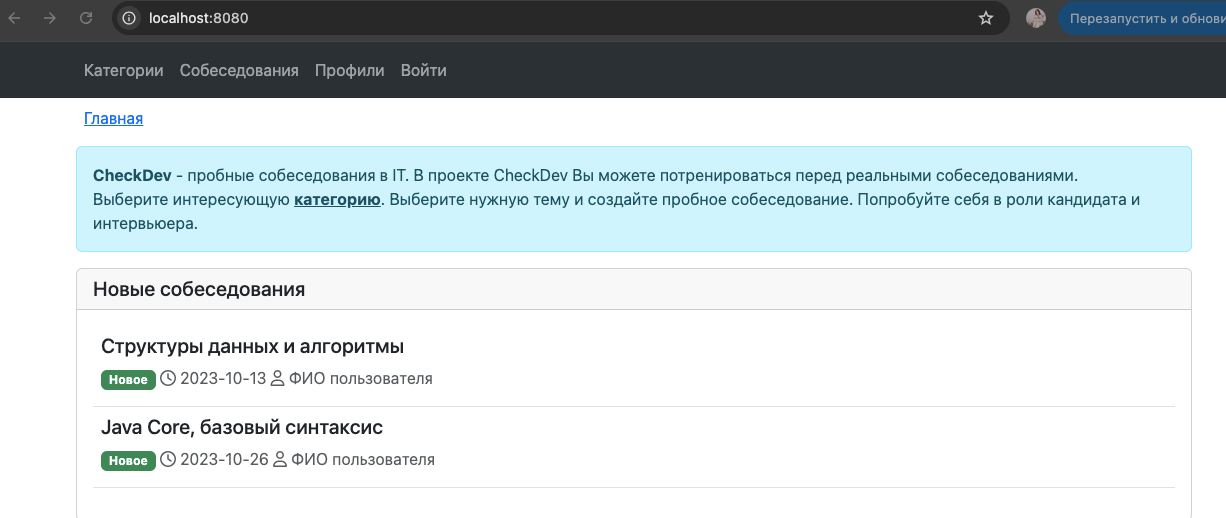 localhost:8080
Перезапустить и обнови
Категории Собеседования Профили Войти
Главная
CheckDev - пробные собеседования в IT. В проекте CheckDev Вы можете потренироваться перед реальными собеседованиями.
Выберите интересующую категорию. Выберите нужную тему и создайте пробное собеседование. Попробуйте себя в роли кандидата и
интервьюера.
Новые собеседования
Структуры данных и алгоритмы
Новое 2023-10-13 ФИО пользователя
Java Core, базовый синтаксис
Новое 2023-10-26 ФИО пользователя